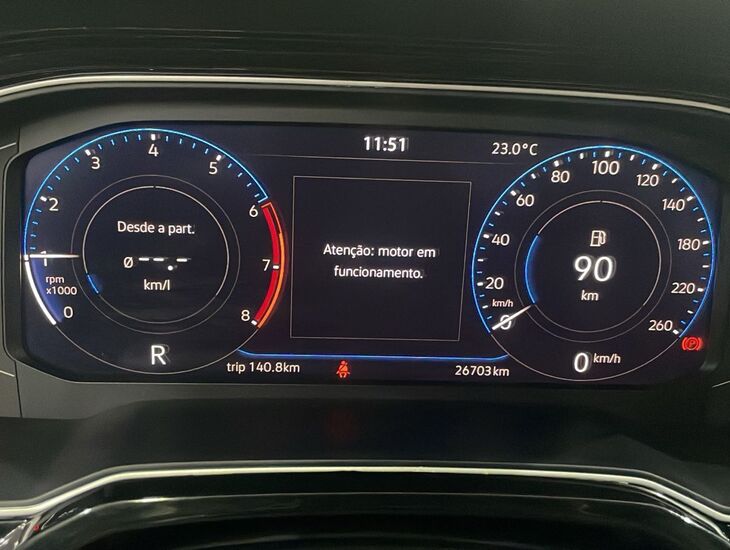 11:51
23.0°C
0
1
2
3
4
5
6
7
8
rpm
x1000
Desde a part.
Ø ---.-
km/l
R
Atenção: motor em
funcionamento.
0
20
40
60
80
100
120
140
180
220
260
km/h
90
km
0 km/h
trip 140.8km
26703km
(P)